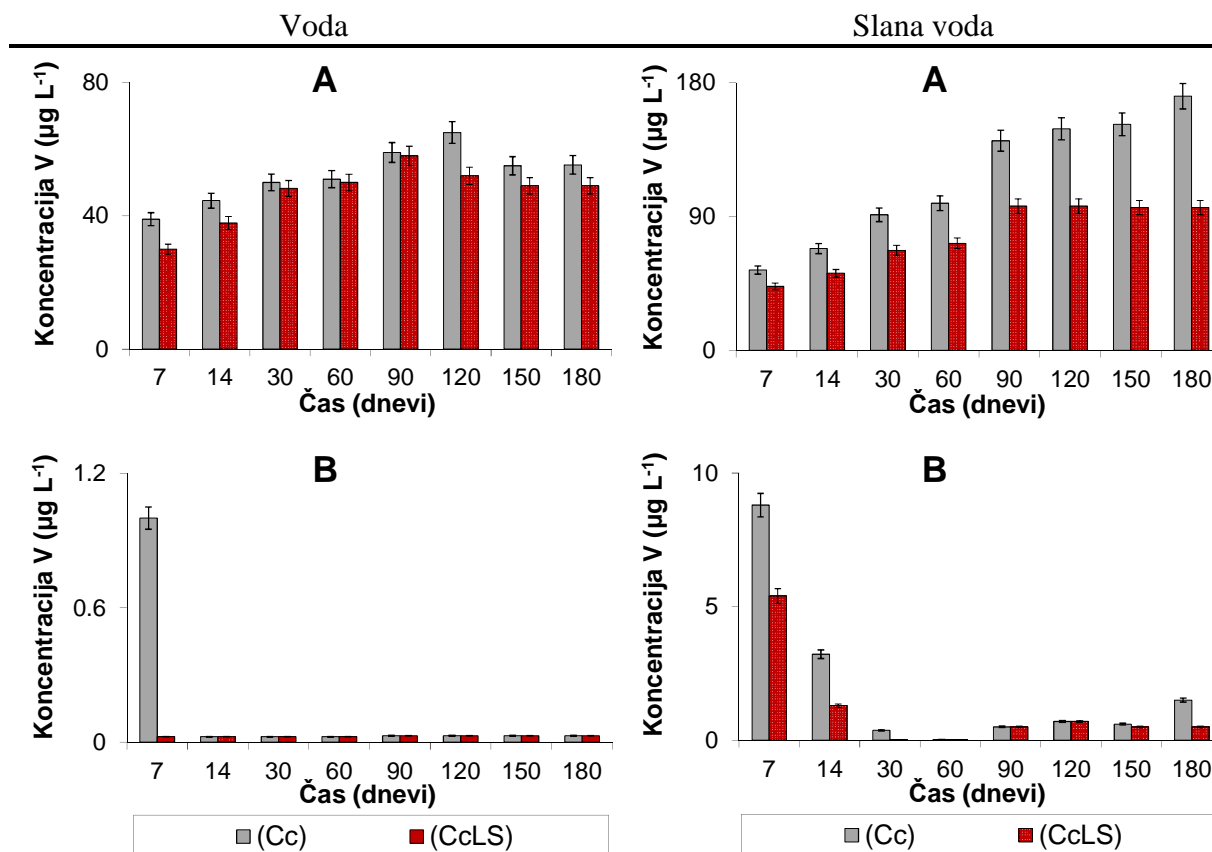 Voda
Slana voda
A
Koncentracija V (µg L-1)
80
40
0
7 14 30 60 90 120 150 180
Čas (dnevi)
A
Koncentracija V (µg L-1)
180
90
0
7 14 30 60 90 120 150 180
Čas (dnevi)
B
Koncentracija V (µg L-1)
1.2
0.6
0
7 14 30 60 90 120 150 180
Čas (dnevi)
(Cc) (CcLS)
B
Koncentracija V (µg L-1)
10
5
0
7 14 30 60 90 120 150 180
Čas (dnevi)
(Cc) (CcLS)